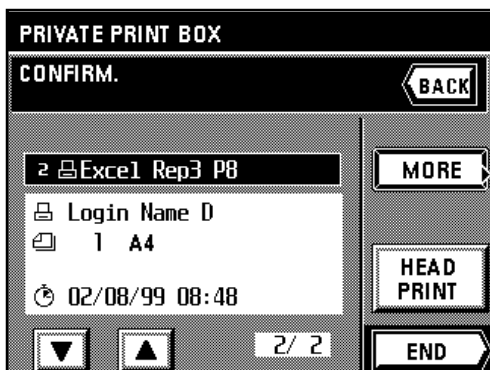 PRIVATE PRINT BOX
CONFIRM.
BACK
2 Excel Rep3 P8
MORE
Login Name D
1 A4
HEAD
PRINT
02/08/99 08:48
2/ 2
END